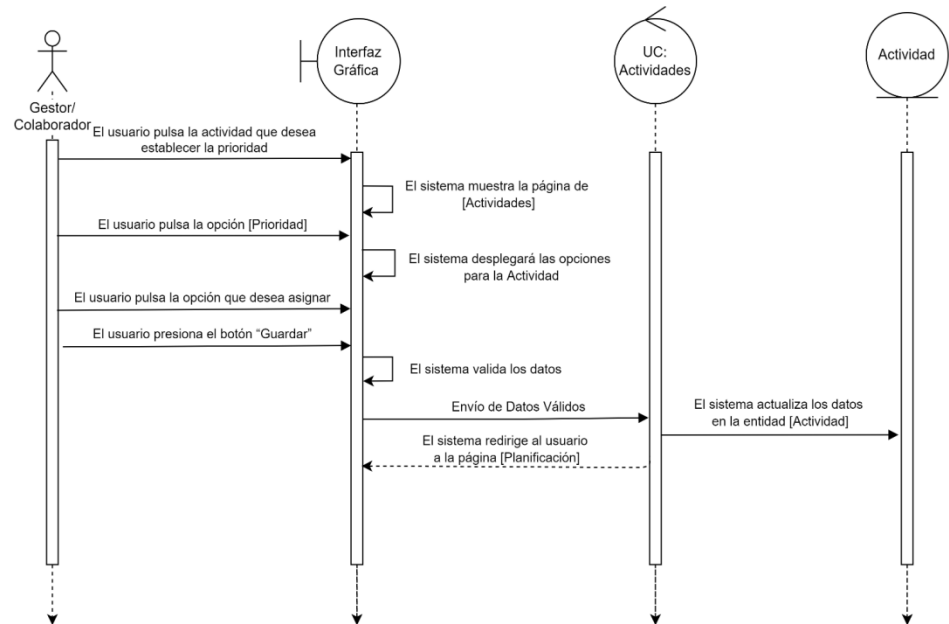 Interfaz
Gráfica
UC:
Actividades
Actividad
Gestor/
Colaborador
El usuario pulsa la actividad que desea
establecer la prioridad
El sistema muestra la página de
[Actividades]
El usuario pulsa la opción [Prioridad]
El sistema desplegará las opciones
para la Actividad
El usuario pulsa la opción que desea asignar
El usuario presiona el botón “Guardar”
El sistema valida los datos
Envío de Datos Válidos
El sistema actualiza los datos
en la entidad [Actividad]
El sistema redirige al usuario
a la página [Planificación]